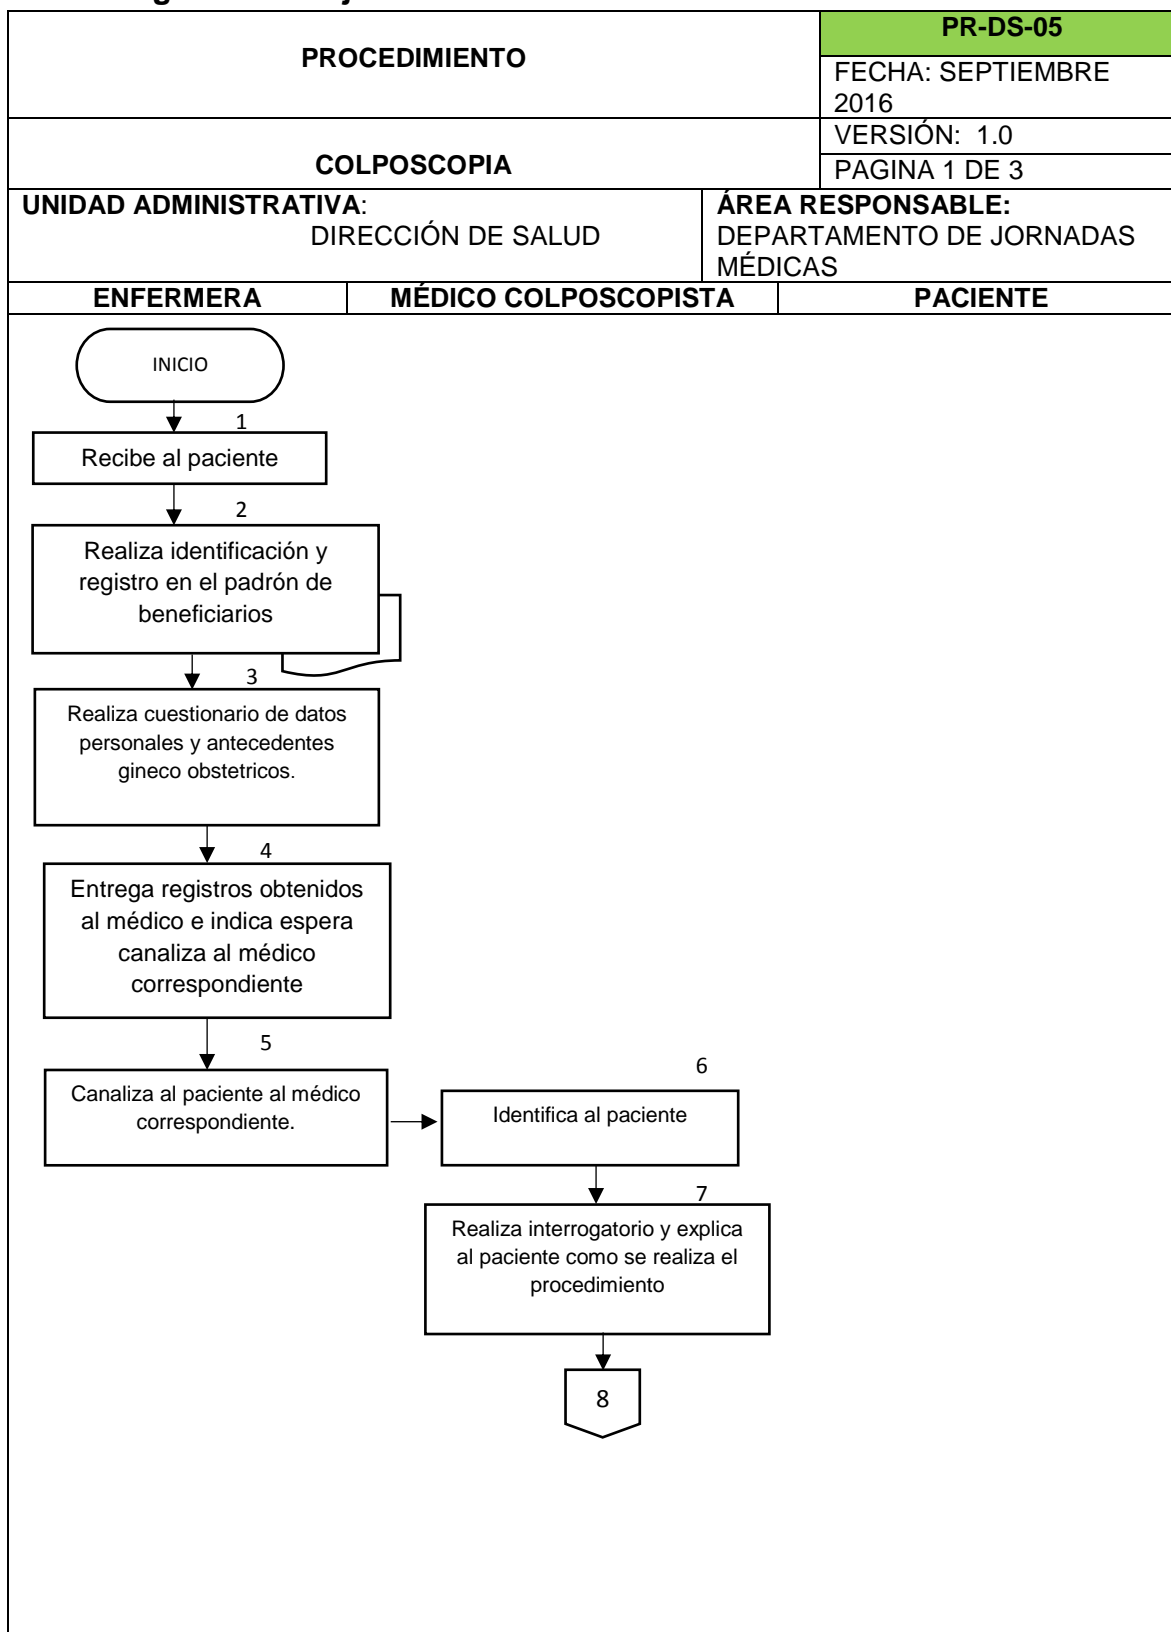 PROCEDIMIENTO
PR-DS-05
FECHA: SEPTIEMBRE
2016
COLPOSCOPIA
VERSIÓN: 1.0
PAGINA 1 DE 3
UNIDAD ADMINISTRATIVA:
DIRECCIÓN DE SALUD
ÁREA RESPONSABLE:
DEPARTAMENTO DE JORNADAS
MÉDICAS
ENFERMERA
MÉDICO COLPOSCOPISTA
PACIENTE
INICIO
1
Recibe al paciente
2
Realiza identificación y
registro en el padrón de
beneficiarios
3
Realiza cuestionario de datos
personales y antecedentes
gineco obstetricos.
4
Entrega registros obtenidos
al médico e indica espera
canaliza al médico
correspondiente
5
Canaliza al paciente al médico
correspondiente.
6
Identifica al paciente
7
Realiza interrogatorio y explica
al paciente como se realiza el
procedimiento
8